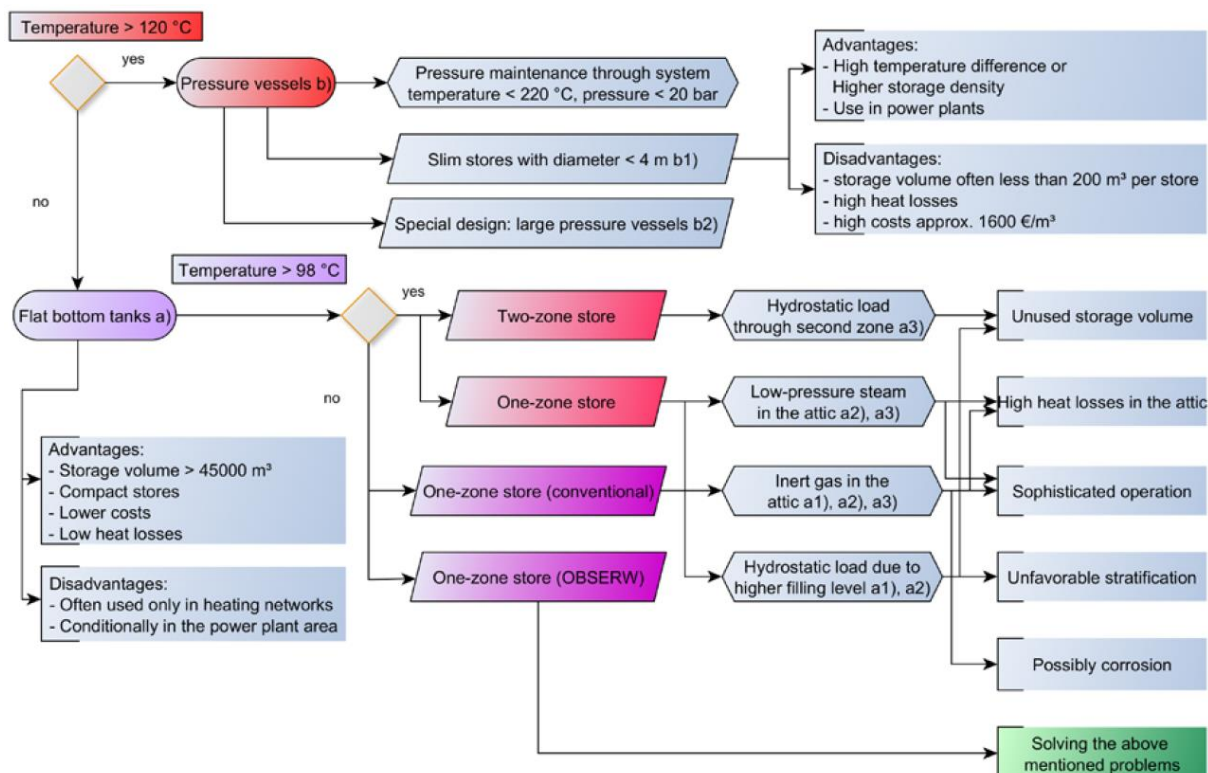 Temperature > 120 °C
yes
Pressure vessels b)
Pressure maintenance through system
temperature < 220 °C, pressure < 20 bar
Advantages:
- High temperature difference or
Higher storage density
- Use in power plants
Slim stores with diameter < 4 m b1)
Disadvantages:
- storage volume often less than 200 m³ per store
- high heat losses
- high costs approx. 1600 €/m³
no
Special design: large pressure vessels b2)
Temperature > 98 °C
Flat bottom tanks a)
yes
Two-zone store
Hydrostatic load
through second zone a3)
Unused storage volume
no
One-zone store
Low-pressure steam
in the attic a2), a3)
High heat losses in the attic
Advantages:
- Storage volume > 45000 m³
- Compact stores
- Lower costs
- Low heat losses
One-zone store (conventional)
Inert gas in the
attic a1), a2), a3)
Sophisticated operation
Disadvantages:
- Often used only in heating networks
- Conditionally in the power plant area
One-zone store (OBSERW)
Hydrostatic load due to
higher filling level a1), a2)
Unfavorable stratification
Possibly corrosion
Solving the above
mentioned problems